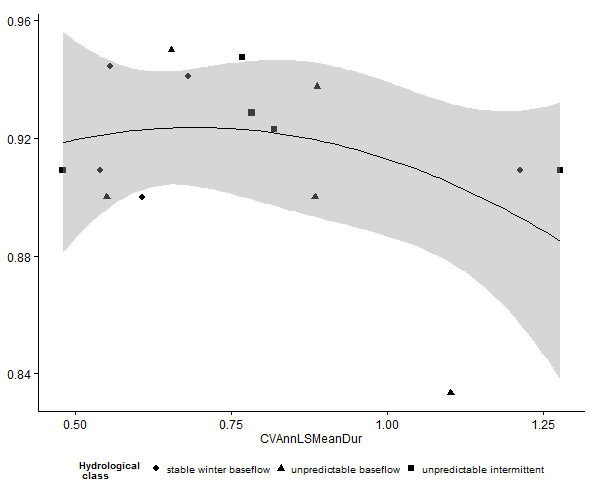 0.96
0.92
0.88
0.84
0.50 0.75 1.00 1.25
CVAnnLSMeanDur
Hydrological
class
stable winter baseflow unpredictable baseflow unpredictable intermittent